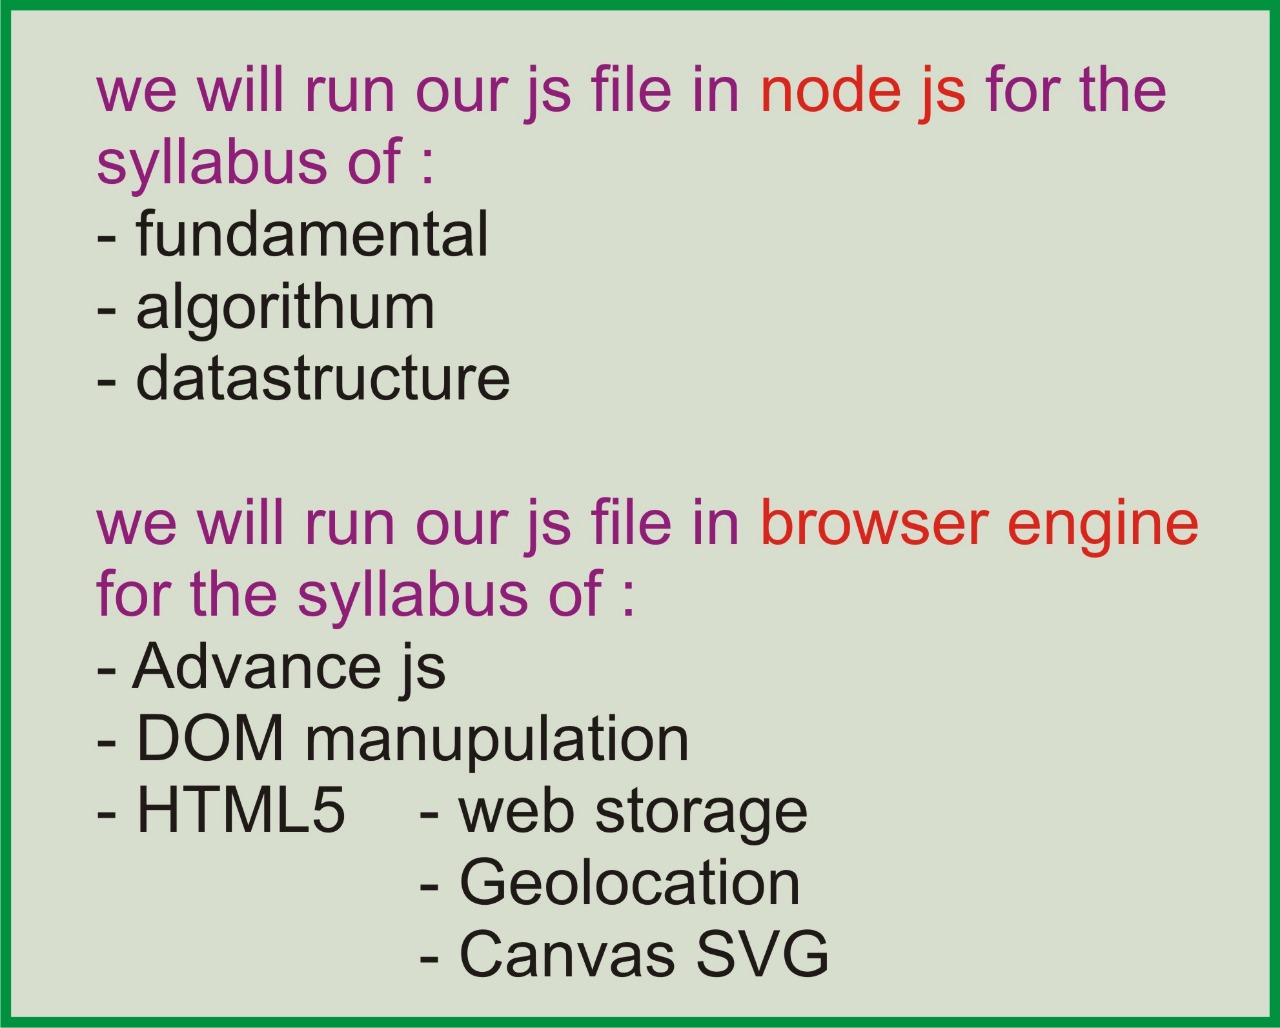 we will run our js file in node js for the
syllabus of :
- fundamental
- algorithum
- datastructure
we will run our js file in browser engine
for the syllabus of :
- Advance js
- DOM manupulation
- HTML5 - web storage
- Geolocation
- Canvas SVG